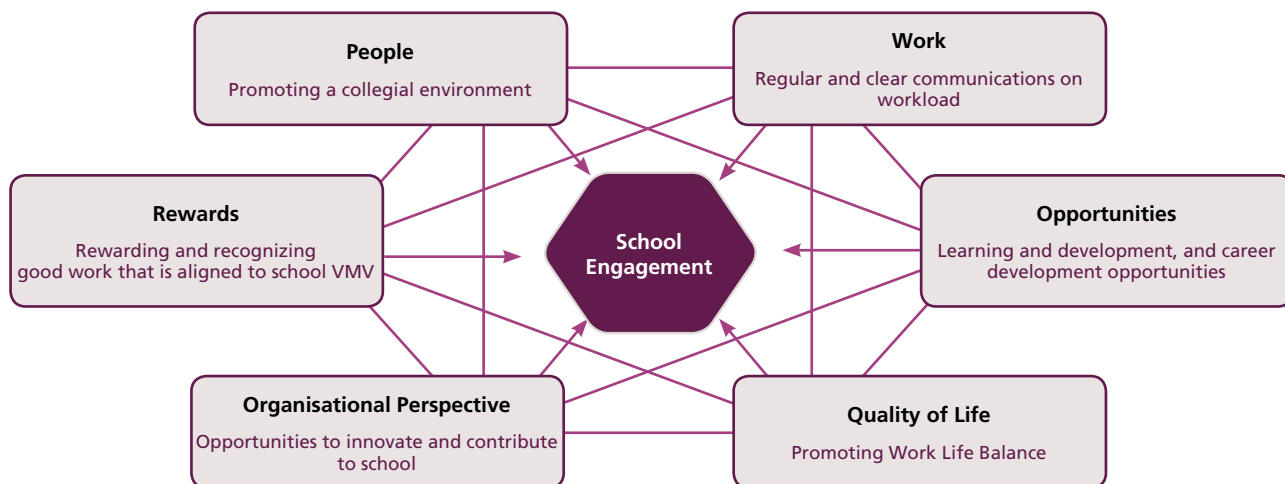 People
Promoting a collegial environment
Work
Regular and clear communications on
workload
Rewards
Rewarding and recognizing
good work that is aligned to school VMV
School
Engagement
Opportunities
Learning and development, and career
development opportunities
Organisational Perspective
Opportunities to innovate and contribute
to school
Quality of Life
Promoting Work Life Balance